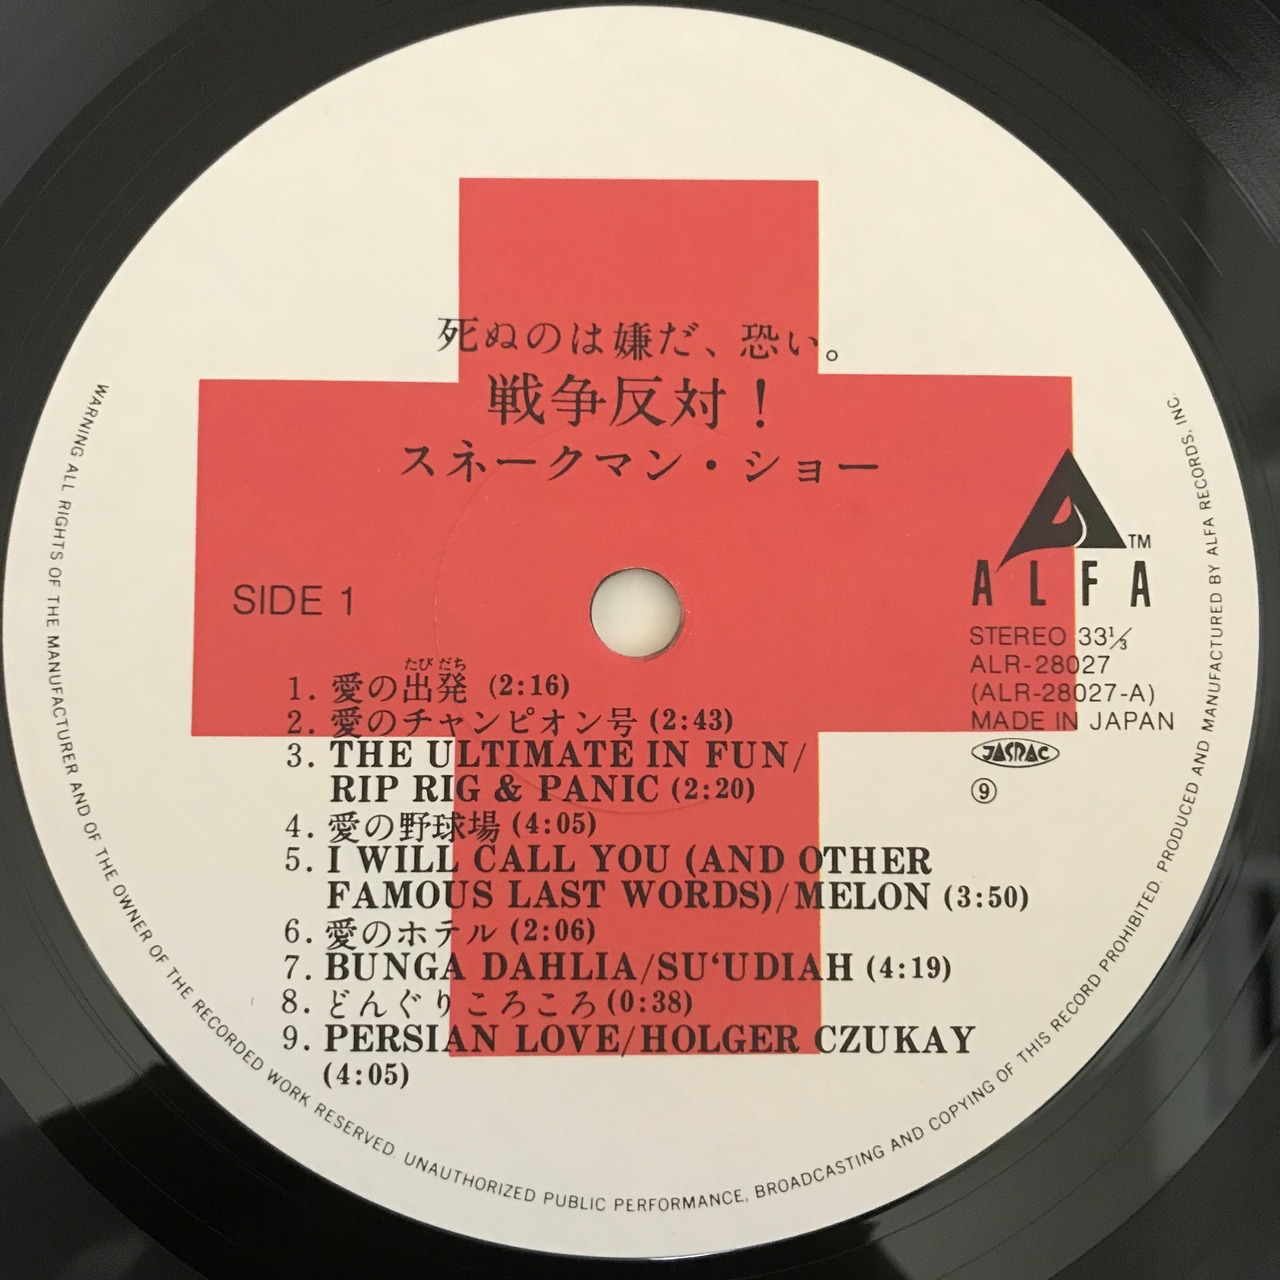 死ぬのは嫌だ、恐い。
戦争反対！
スネークマン・ショー
TM
ALFA
SIDE 1
STEREO 33⅓
ALR-28027
(ALR-28027-A)
MADE IN JAPAN
JASRAC
⑨
たびだち
1. 愛の出発 (2:16)
2. 愛のチャンピオン号 (2:43)
3. THE ULTIMATE IN FUN/
RIP RIG & PANIC (2:20)
4. 愛の野球場 (4:05)
5. I WILL CALL YOU (AND OTHER
FAMOUS LAST WORDS)/MELON (3:50)
6. 愛のホテル (2:06)
7. BUNGA DAHLIA/SU‘UDIAH (4:19)
8. どんぐりころころ (0:38)
9. PERSIAN LOVE/HOLGER CZUKAY
(4:05)
WARNING ALL RIGHTS OF THE MANUFACTURER AND OF THE OWNER OF THE RECORDED WORK RESERVED. UNAUTHORIZED PUBLIC PERFORMANCE, BROADCASTING AND COPYING OF THIS RECORD PROHIBITED. PRODUCED AND MANUFACTURED BY ALFA RECORDS, INC.